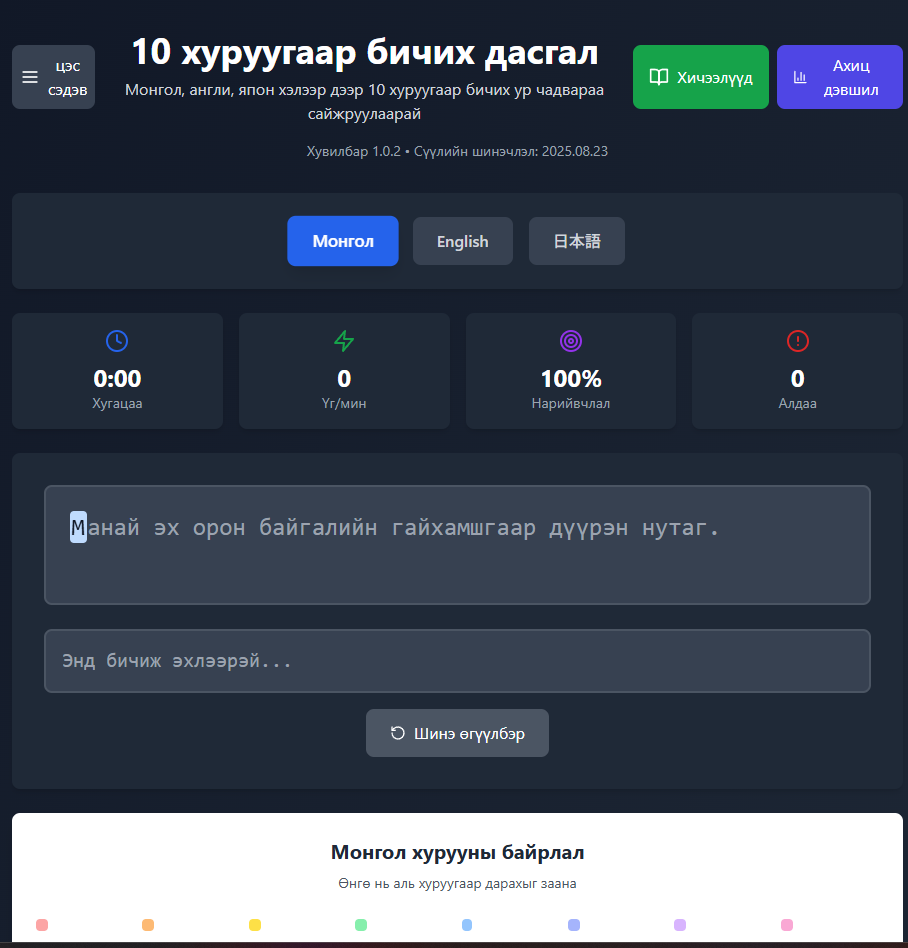 цэс
сэдэв
10 хуруугаар бичих дасгал
Монгол, англи, япон хэлээр дээр 10 хуруугаар бичих ур чадвараа
сайжруулаарай
Хувилбар 1.0.2 • Сүүлийн шинэчлэл: 2025.08.23
Хичээлүүд
Ахиц
дэвшил
Монгол
English
日本語
0:00
Хугацаа
0
Үг/мин
100%
Нарийвчлал
0
Алдаа
Манай эх орон байгалийн гайхамшгаар дүүрэн нутаг.
Энд бичиж эхлээрэй...
Шинэ өгүүлбэр
Монгол хурууны байрлал
Өнгө нь аль хуруугаар дарахыг заана